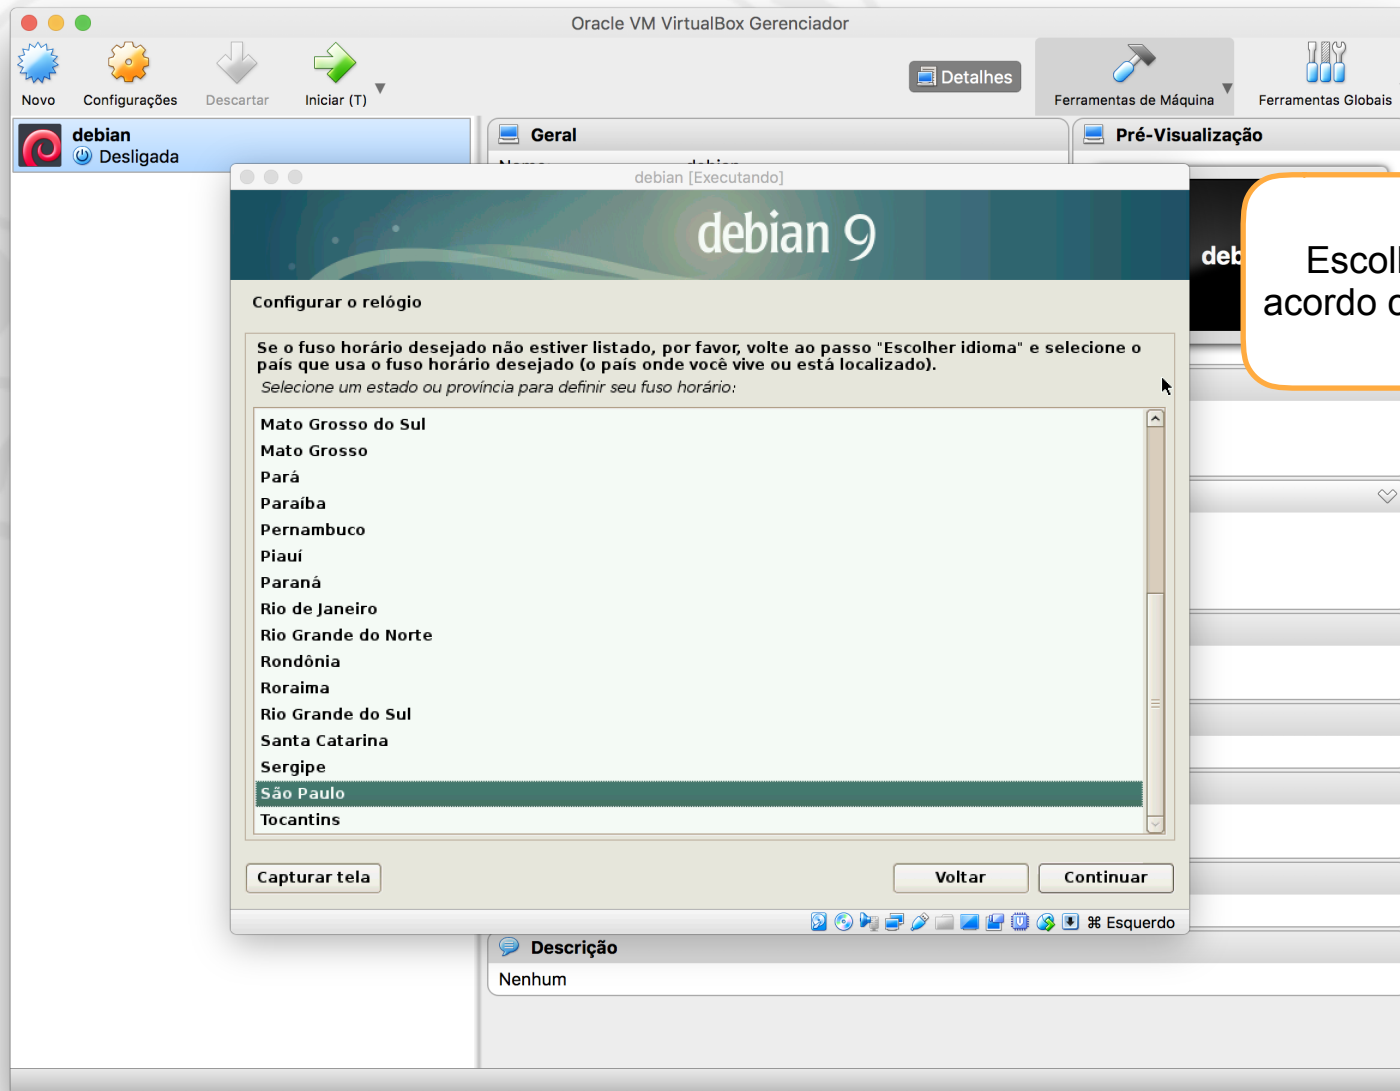 Oracle VM VirtualBox Gerenciador
Novo
Configurações
Descartar
Iniciar (T)
Detalhes
Ferramentas de Máquina
Ferramentas Globais
debian
Desligada
Geral
Pré-Visualização
debian [Executando]
debian 9
deb
Escol
acordo
Configurar o relógio
Se o fuso horário desejado não estiver listado, por favor, volte ao passo "Escolher idioma" e selecione o
país que usa o fuso horário desejado (o país onde você vive ou está localizado).
Selecione um estado ou província para definir seu fuso horário:
Mato Grosso do Sul
Mato Grosso
Pará
Paraíba
Pernambuco
Piauí
Paraná
Rio de Janeiro
Rio Grande do Norte
Rondônia
Roraima
Rio Grande do Sul
Santa Catarina
Sergipe
São Paulo
Tocantins
Capturar tela
Voltar
Continuar
⌘ Esquerdo
Descrição
Nenhum